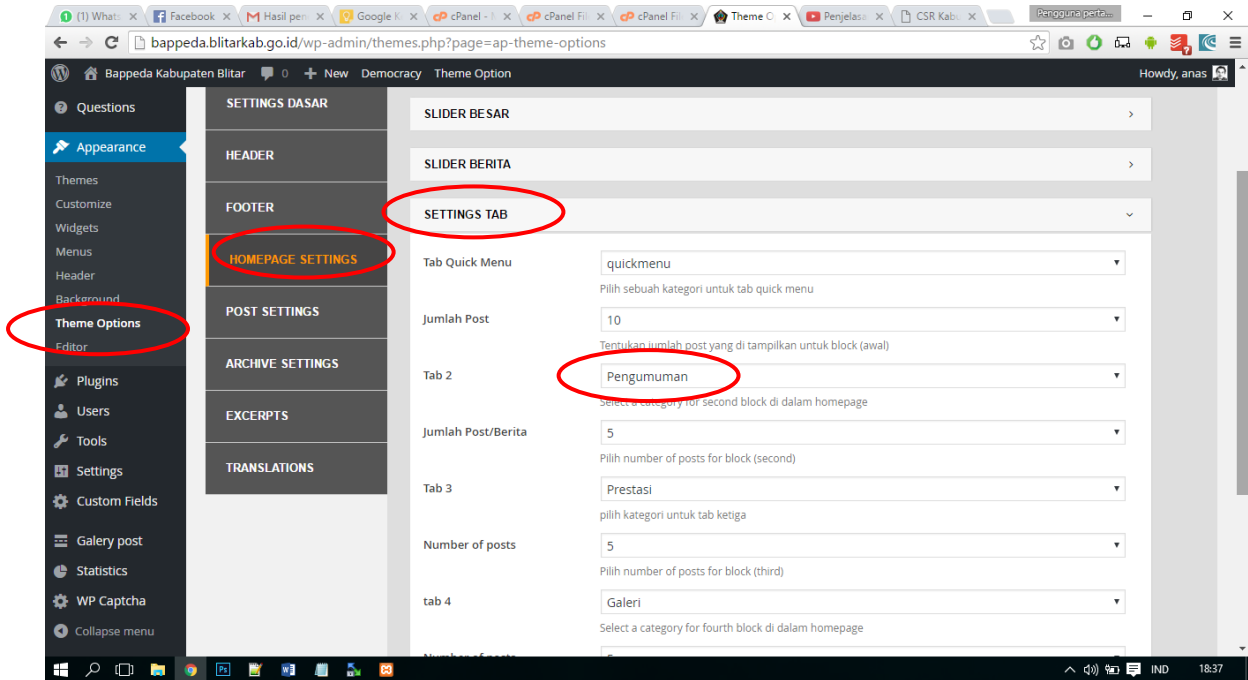 (1) Whats
Facebook
Hasil pen
Google K
cPanel - M
cPanel Fil
cPanel Fil
Theme O
Penjelasa
CSR Kabu
Pengguna perta...
bappeda.blitarkab.go.id/wp-admin/themes.php?page=ap-theme-options
Bappeda Kabupaten Blitar 0 + New Democracy Theme Option Howdy, anas
Questions
Appearance
Themes
Customize
Widgets
Menus
Header
Background
Theme Options
Editor
Plugins
Users
Tools
Settings
Custom Fields
Galery post
Statistics
WP Captcha
Collapse menu
SETTINGS DASAR
HEADER
FOOTER
HOMEPAGE SETTINGS
POST SETTINGS
ARCHIVE SETTINGS
EXCERPTS
TRANSLATIONS
SLIDER BESAR
SLIDER BERITA
SETTINGS TAB
Tab Quick Menu quickmenu
Pilih sebuah kategori untuk tab quick menu
Jumlah Post 10
Tentukan jumlah post yang di tampilkan untuk block (awal)
Tab 2 Pengumuman
Select a category for second block di dalam homepage
Jumlah Post/Berita 5
Pilih number of posts for block (second)
Tab 3 Prestasi
pilih kategori untuk tab ketiga
Number of posts 5
Pilih number of posts for block (third)
tab 4 Galeri
Select a category for fourth block di dalam homepage
Number of posts 5
IND 18:37